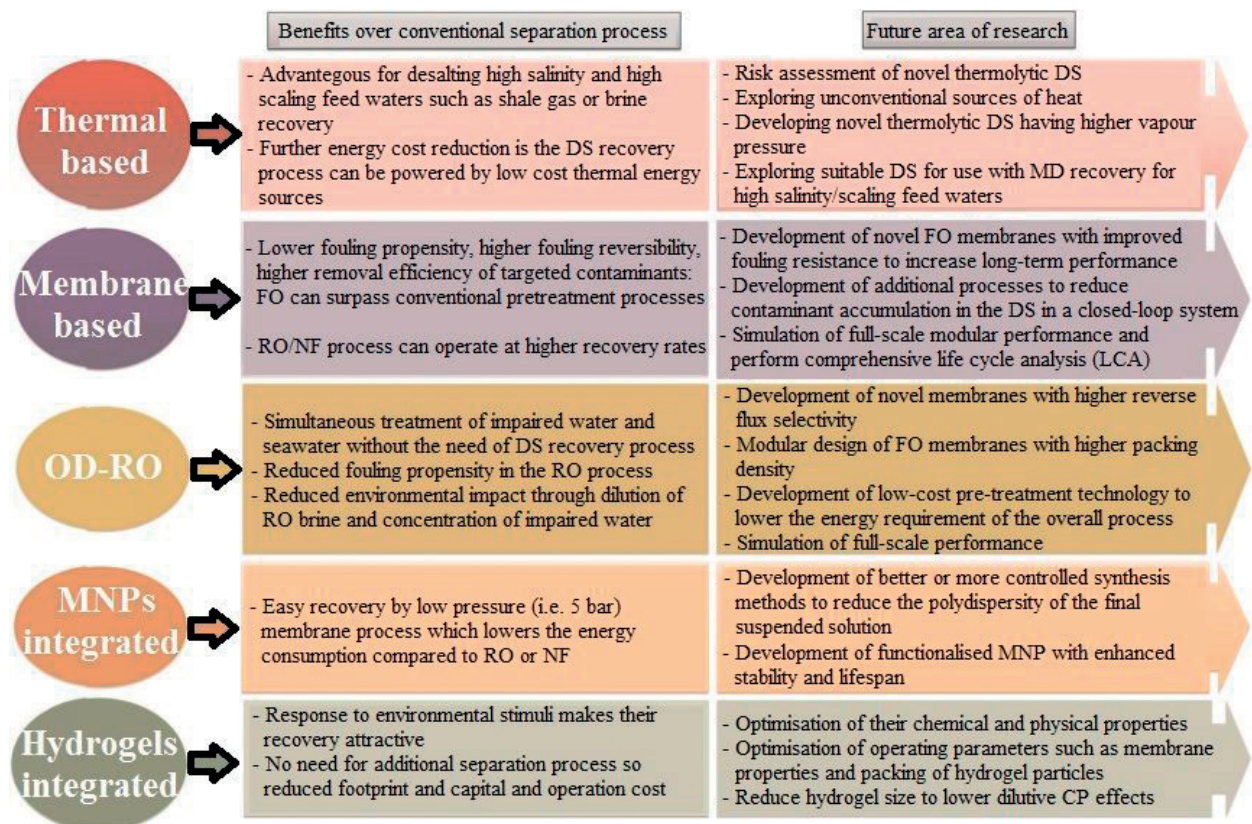 Benefits over conventional separation process
Future area of research
Thermal
based
- Advantegous for desalting high salinity and high
scaling feed waters such as shale gas or brine
recovery
- Further energy cost reduction is the DS recovery
process can be powered by low cost thermal energy
sources
- Risk assessment of novel thermolytic DS
- Exploring unconventional sources of heat
- Developing novel thermolytic DS having higher vapour
pressure
- Exploring suitable DS for use with MD recovery for
high salinity/scaling feed waters
Membrane
based
- Lower fouling propensity, higher fouling reversibility,
higher removal efficiency of targeted contaminants:
FO can surpass conventional pretreatment processes
- RO/NF process can operate at higher recovery rates
- Development of novel FO membranes with improved
fouling resistance to increase long-term performance
- Development of additional processes to reduce
contaminant accumulation in the DS in a closed-loop system
- Simulation of full-scale modular performance and
perform comprehensive life cycle analysis (LCA)
OD-RO
- Simultaneous treatment of impaired water and
seawater without the need of DS recovery process
- Reduced fouling propensity in the RO process
- Reduced environmental impact through dilution of
RO brine and concentration of impaired water
- Development of novel membranes with higher reverse
flux selectivity
- Modular design of FO membranes with higher packing
density
- Development of low-cost pre-treatment technology to
lower the energy requirement of the overall process
- Simulation of full-scale performance
MNPs
integrated
- Easy recovery by low pressure (i.e. 5 bar)
membrane process which lowers the energy
consumption compared to RO or NF
- Development of better or more controlled synthesis
methods to reduce the polydispersity of the final
suspended solution
- Development of functionalised MNP with enhanced
stability and lifespan
Hydrogels
integrated
- Response to environmental stimuli makes their
recovery attractive
- No need for additional separation process so
reduced footprint and capital and operation cost
- Optimisation of their chemical and physical properties
- Optimisation of operating parameters such as membrane
properties and packing of hydrogel particles
- Reduce hydrogel size to lower dilutive CP effects